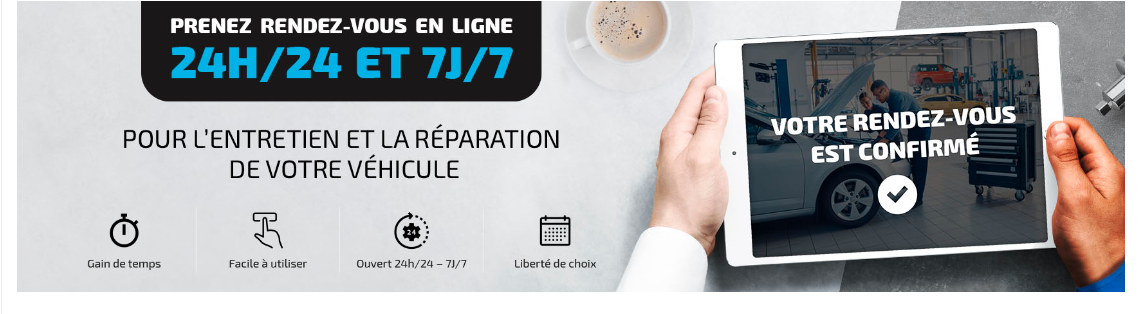 PRENEZ RENDEZ-VOUS EN LIGNE
24H/24 ET 7J/7
POUR L'ENTRETIEN ET LA RÉPARATION
DE VOTRE VÉHICULE
Gain de temps
Facile à utiliser
24
Ouvert 24h/24 – 7J/7
Liberté de choix
VOTRE RENDEZ-VOUS
EST CONFIRMÉ